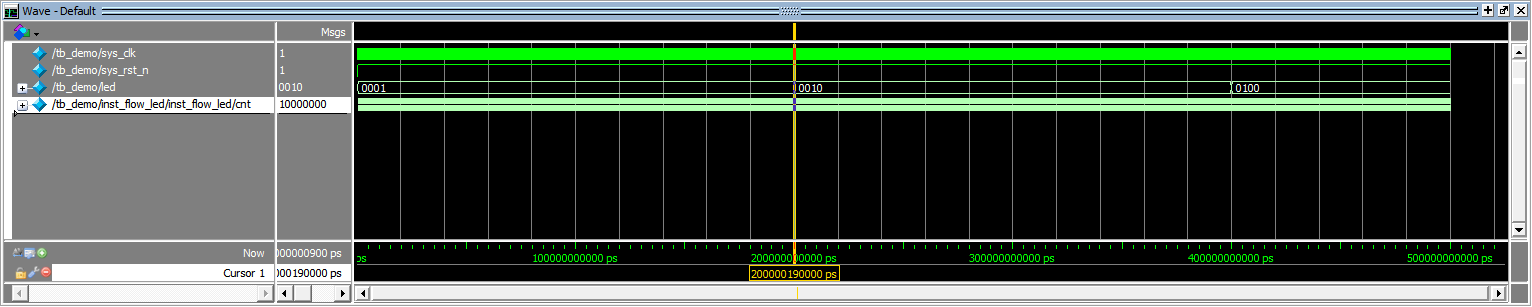 Wave - Default
Msgs
/tb_demo/sys_clk 1
/tb_demo/sys_rst_n 1
/tb_demo/led 0010 0001 0010 0100
/tb_demo/inst_flow_led/inst_flow_led/cnt 10000000
Now 000000900 ps ps 100000000000 ps 300000000000 ps 400000000000 ps 500000000000 ps
Cursor 1 000190000 ps 200000190000 ps